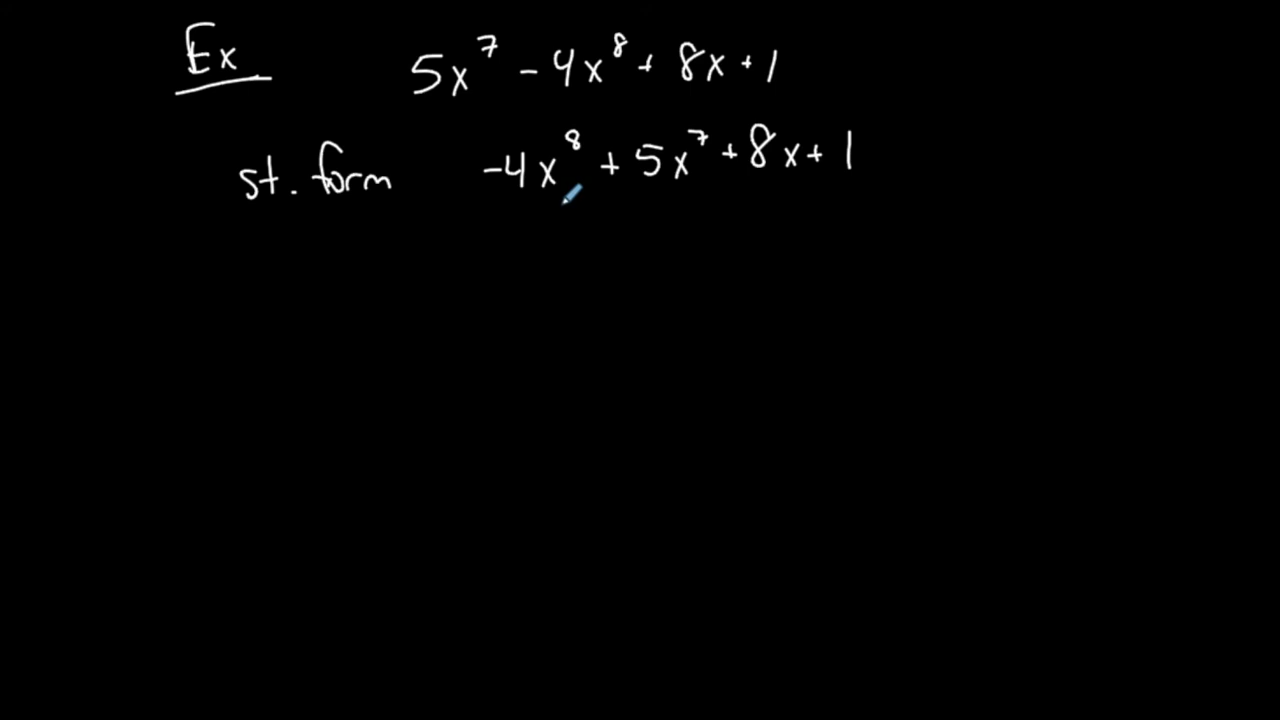 Ex 5x⁷ - 4x⁸ + 8x + 1
st. form -4x⁸ + 5x⁷ + 8x + 1